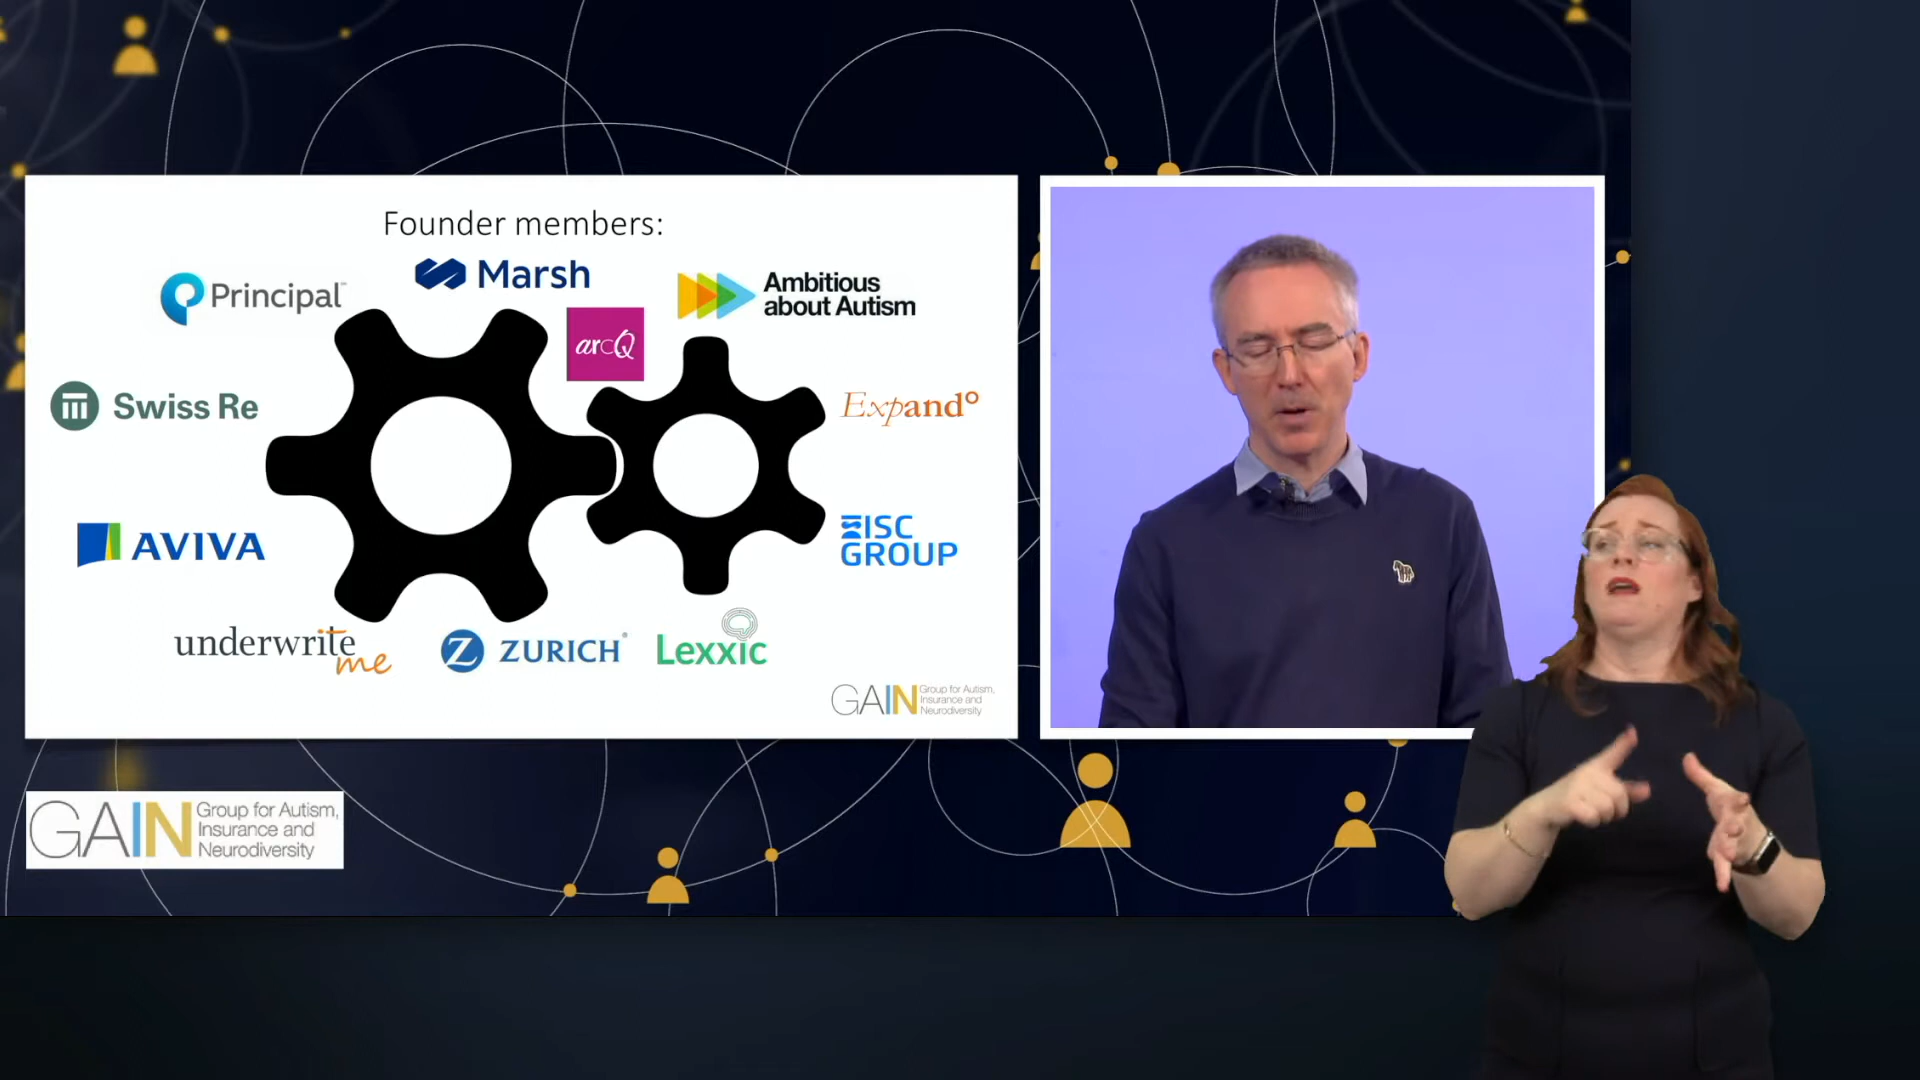 Founder members:
Principal
Marsh
Ambitious
about Autism
arcQ
Swiss Re
Expand°
AVIVA
ISC
GROUP
underwrite
me
Z ZURICH
Lexxic
GAIN Group for Autism,
Insurance and
Neurodiversity
GAIN Group for Autism,
Insurance and
Neurodiversity